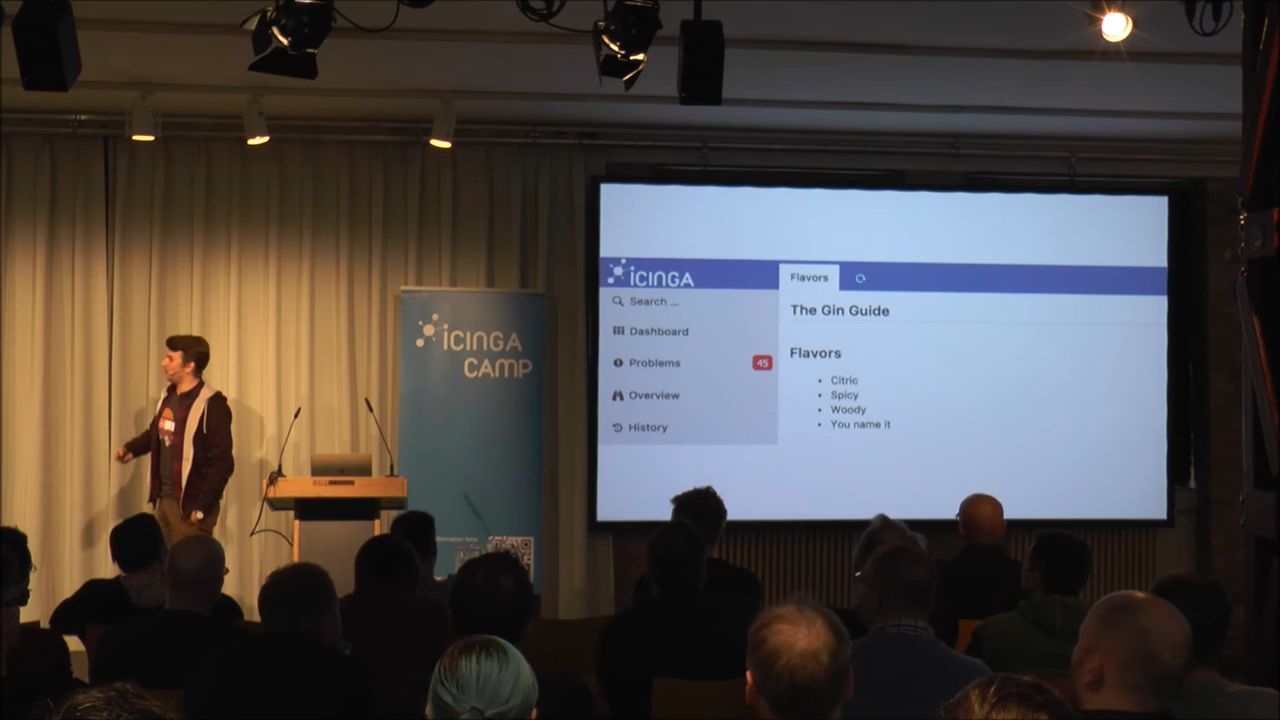 ICINGA
CAMP
ICINGA
Search ...
Dashboard
Problems
45
Overview
History
Flavors
The Gin Guide
Flavors
• Citric
• Spicy
• Woody
• You name it